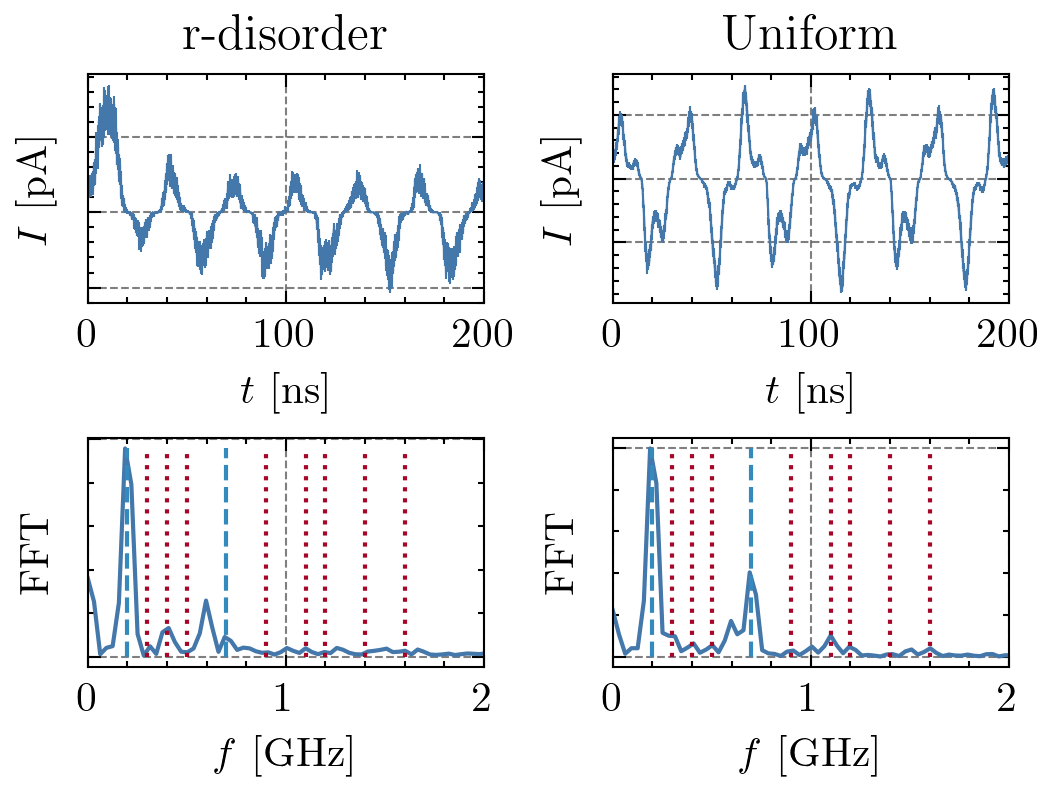 r-disorder
Uniform
I [pA]
I [pA]
0 100 200
0 100 200
t [ns]
t [ns]
FFT
FFT
0 1 2
0 1 2
f [GHz]
f [GHz]